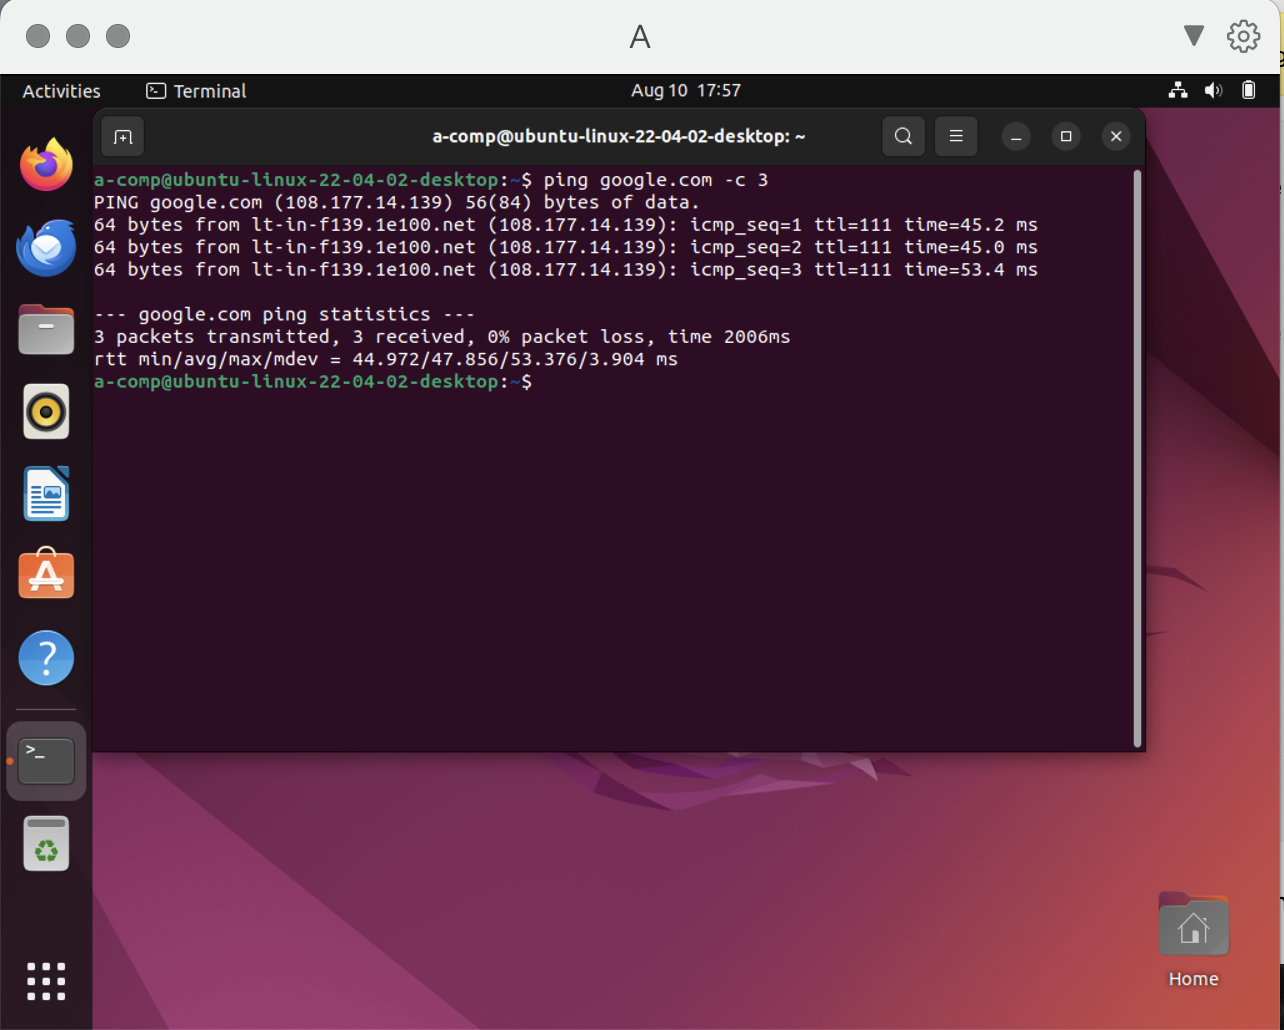 A
Activities
Terminal
Aug 10 17:57
a-comp@ubuntu-linux-22-04-02-desktop: ~
a-comp@ubuntu-linux-22-04-02-desktop:~$ ping google.com -c 3
PING google.com (108.177.14.139) 56(84) bytes of data.
64 bytes from lt-in-f139.1e100.net (108.177.14.139): icmp_seq=1 ttl=111 time=45.2 ms
64 bytes from lt-in-f139.1e100.net (108.177.14.139): icmp_seq=2 ttl=111 time=45.0 ms
64 bytes from lt-in-f139.1e100.net (108.177.14.139): icmp_seq=3 ttl=111 time=53.4 ms
--- google.com ping statistics ---
3 packets transmitted, 3 received, 0% packet loss, time 2006ms
rtt min/avg/max/mdev = 44.972/47.856/53.376/3.904 ms
a-comp@ubuntu-linux-22-04-02-desktop:~$
Home